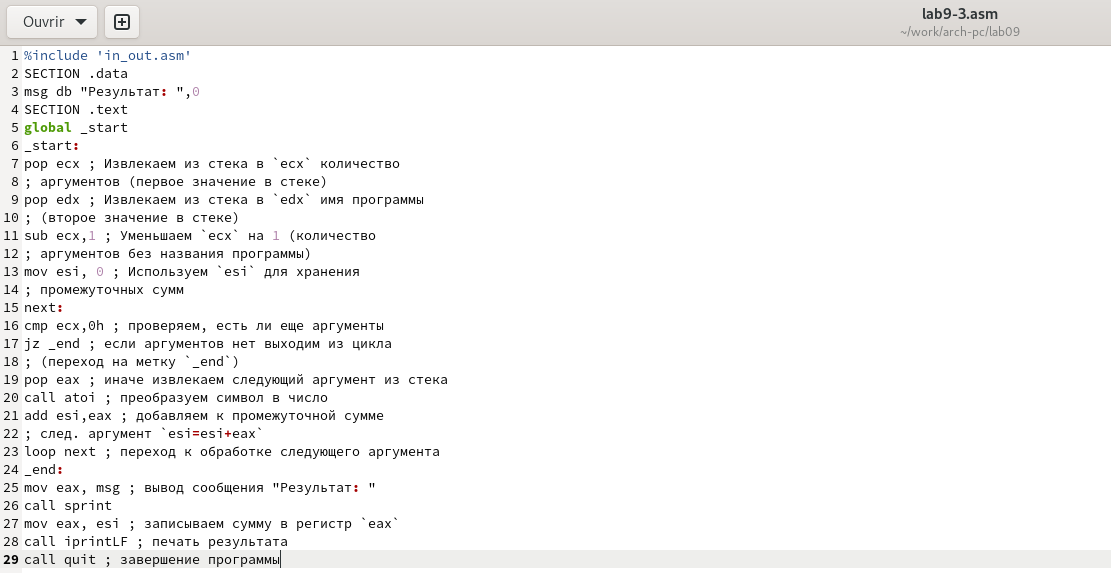 Ouvrir
lab9-3.asm
~/work/arch-pc/lab09
1 %include 'in_out.asm'
2 SECTION .data
3 msg db "Результат: ",0
4 SECTION .text
5 global _start
6 _start:
7 pop ecx ; Извлекаем из стека в `ecx` количество
8 ; аргументов (первое значение в стеке)
9 pop edx ; Извлекаем из стека в `edx` имя программы
10 ; (второе значение в стеке)
11 sub ecx,1 ; Уменьшаем `ecx` на 1 (количество
12 ; аргументов без названия программы)
13 mov esi, 0 ; Используем `esi` для хранения
14 ; промежуточных сумм
15 next:
16 cmp ecx,0h ; проверяем, есть ли еще аргументы
17 jz _end ; если аргументов нет выходим из цикла
18 ; (переход на метку `_end`)
19 pop eax ; иначе извлекаем следующий аргумент из стека
20 call atoi ; преобразуем символ в число
21 add esi,eax ; добавляем к промежуточной сумме
22 ; след. аргумент `esi=esi+eax`
23 loop next ; переход к обработке следующего аргумента
24 _end:
25 mov eax, msg ; вывод сообщения "Результат: "
26 call sprint
27 mov eax, esi ; записываем сумму в регистр `eax`
28 call iprintLF ; печать результата
29 call quit ; завершение программы